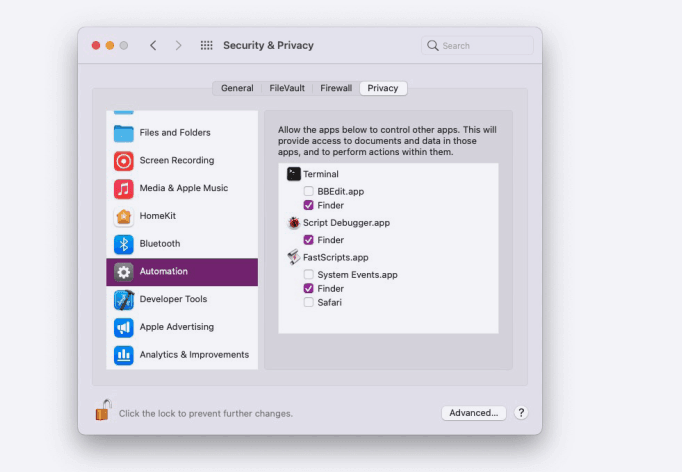 Security & Privacy
Search
General FileVault Firewall Privacy
Files and Folders
Screen Recording
Media & Apple Music
HomeKit
Bluetooth
Automation
Developer Tools
Apple Advertising
Analytics & Improvements
Allow the apps below to control other apps. This will
provide access to documents and data in those
apps, and to perform actions within them.
Terminal
BBEdit.app
Finder
Script Debugger.app
Finder
FastScripts.app
System Events.app
Finder
Safari
Click the lock to prevent further changes.
Advanced... ?